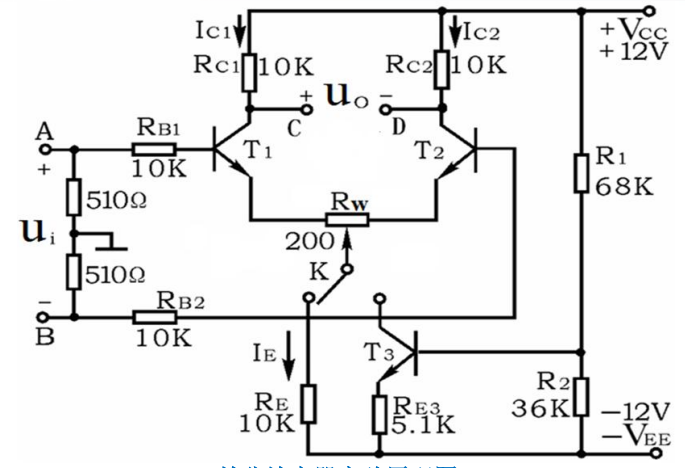 IC1
IC2
+VCC
+12V
RC1
10K
RC2
10K
+
uo
−
C
D
A
RB1
T1
T2
R1
+
10K
68K
510Ω
Rw
ui
200
510Ω
K
−
RB2
B
10K
IE
T3
R2
RE
RE3
36K
−12V
10K
5.1K
−VEE